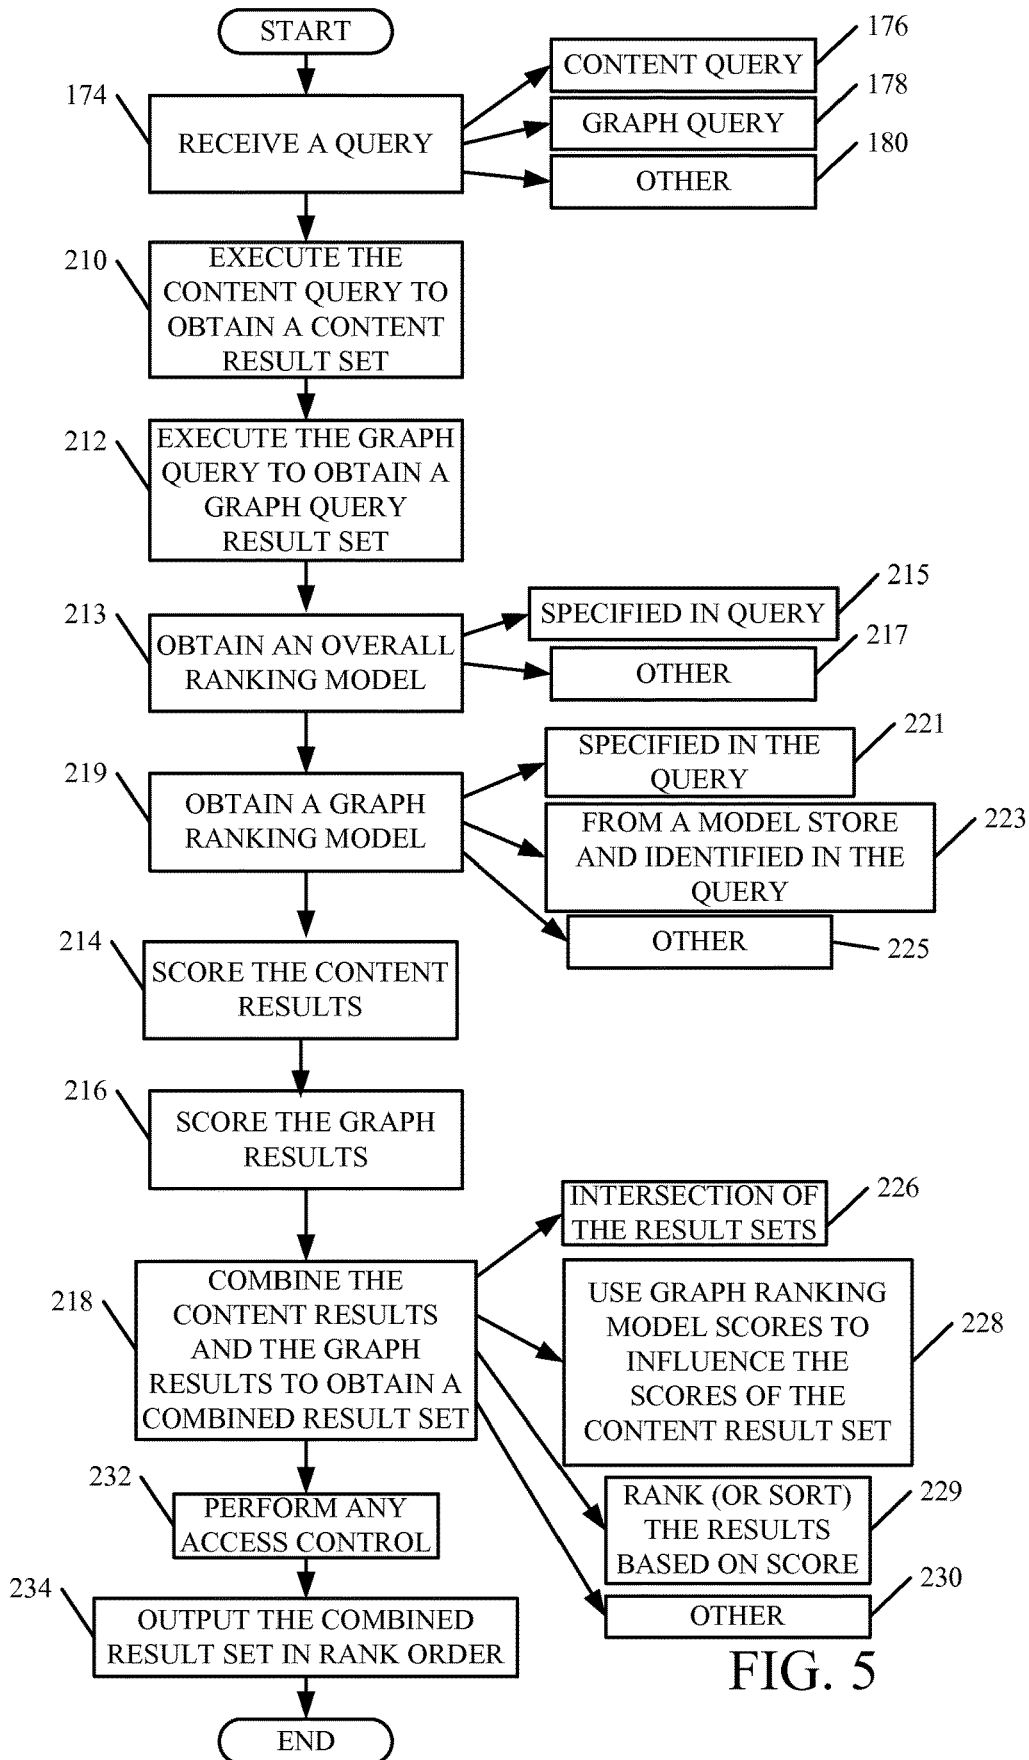 START
176
CONTENT QUERY
174
178
RECEIVE A QUERY
GRAPH QUERY
180
OTHER
210
EXECUTE THE
CONTENT QUERY TO
OBTAIN A CONTENT
RESULT SET
212
EXECUTE THE GRAPH
QUERY TO OBTAIN A
GRAPH QUERY
RESULT SET
215
213
SPECIFIED IN QUERY
217
OBTAIN AN OVERALL
RANKING MODEL
OTHER
221
219
SPECIFIED IN THE
QUERY
OBTAIN A GRAPH
RANKING MODEL
223
FROM A MODEL STORE
AND IDENTIFIED IN THE
QUERY
OTHER
225
214
SCORE THE CONTENT
RESULTS
216
SCORE THE GRAPH
RESULTS
226
INTERSECTION OF
THE RESULT SETS
218
COMBINE THE
CONTENT RESULTS
AND THE GRAPH
RESULTS TO OBTAIN A
COMBINED RESULT SET
228
USE GRAPH RANKING
MODEL SCORES TO
INFLUENCE THE
SCORES OF THE
CONTENT RESULT SET
232
PERFORM ANY
ACCESS CONTROL
229
RANK (OR SORT)
THE RESULTS
BASED ON SCORE
230
OTHER
234
OUTPUT THE COMBINED
RESULT SET IN RANK ORDER
FIG. 5
END